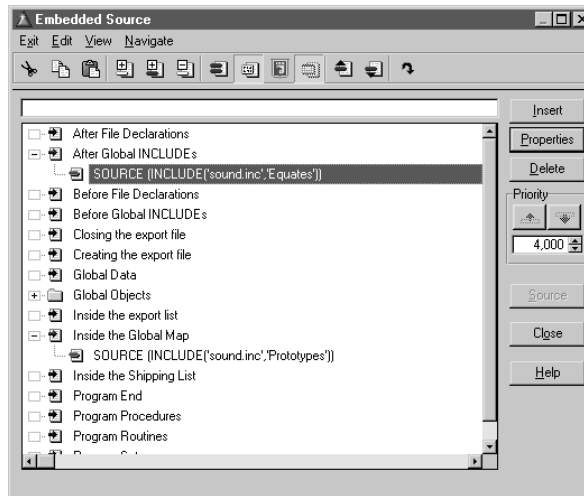 Embedded Source
Exit Edit View Navigate
Insert
After File Declarations
Properties
After Global INCLUDEs
SOURCE (INCLUDE('sound.inc','Equates'))
Delete
Before File Declarations
Priority
Before Global INCLUDEs
Closing the export file
Creating the export file
4,000
Global Data
Global Objects
Source
Inside the export list
Inside the Global Map
Close
SOURCE (INCLUDE('sound.inc','Prototypes'))
Inside the Shipping List
Help
Program End
Program Procedures
Program Routines